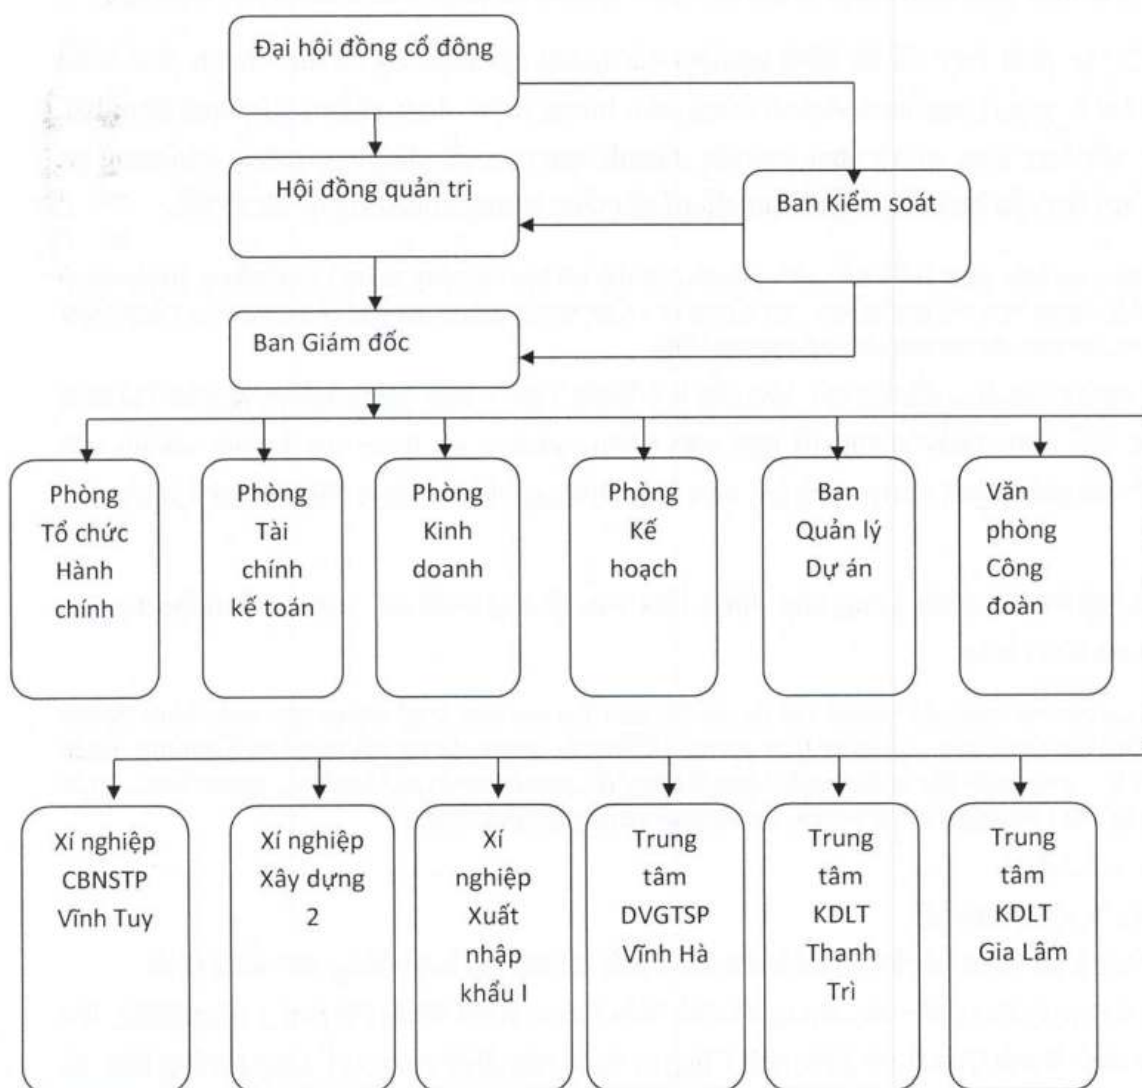 Đại hội đồng cổ đông
Hội đồng quản trị
Ban Kiểm soát
Ban Giám đốc
Phòng
Tổ chức
Hành
chính
Phòng
Tài
chính
kế toán
Phòng
Kinh
doanh
Phòng
Kế
hoạch
Ban
Quản lý
Dự án
Văn
phòng
Công
đoàn
Xí nghiệp
CBNSTP
Vĩnh Tuy
Xí nghiệp
Xây dựng
2
Xí
nghiệp
Xuất
nhập
khẩu I
Trung
tâm
DVGTSP
Vĩnh Hà
Trung
tâm
KDLT
Thanh
Trì
Trung
tâm
KDLT
Gia Lâm